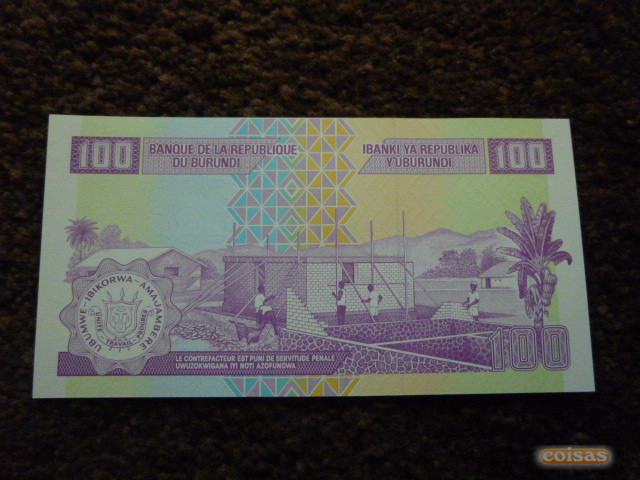 100
BANQUE DE LA REPUBLIQUE
DU BURUNDI
IBANKI YA REPUBLIKA
Y'UBURUNDI
100
UBUMWE - IBIKORWA - AMAJAMBERE
UNITE TRAVAIL PROGRES
LE CONTREFACTEUR EST PUNI DE SERVITUDE PENALE
UWUZOKWIGANA IYI NOTI AZOFUNGWA
100
coisas